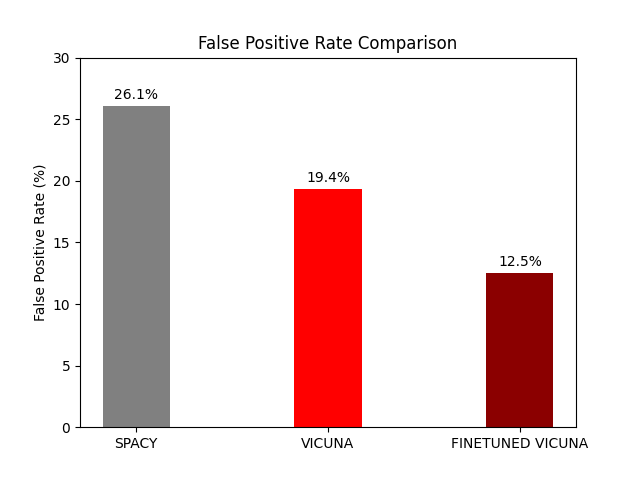 False Positive Rate Comparison
30
25
20
15
10
5
0
False Positive Rate (%)
26.1%
19.4%
12.5%
SPACY
VICUNA
FINETUNED VICUNA